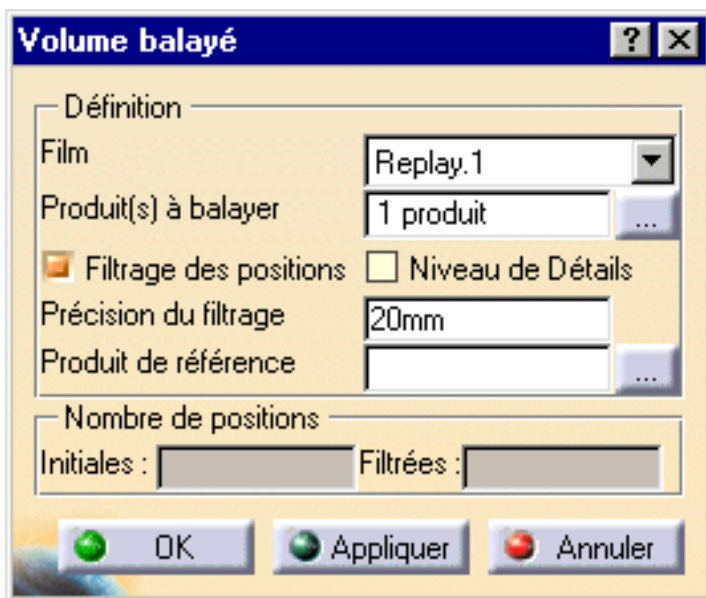 Volume balayé
Définition
Film Replay.1
Produit(s) à balayer 1 produit ...
Filtrage des positions Niveau de Détails
Précision du filtrage 20mm
Produit de référence ...
Nombre de positions
Initiales : Filtrées :
OK Appliquer Annuler